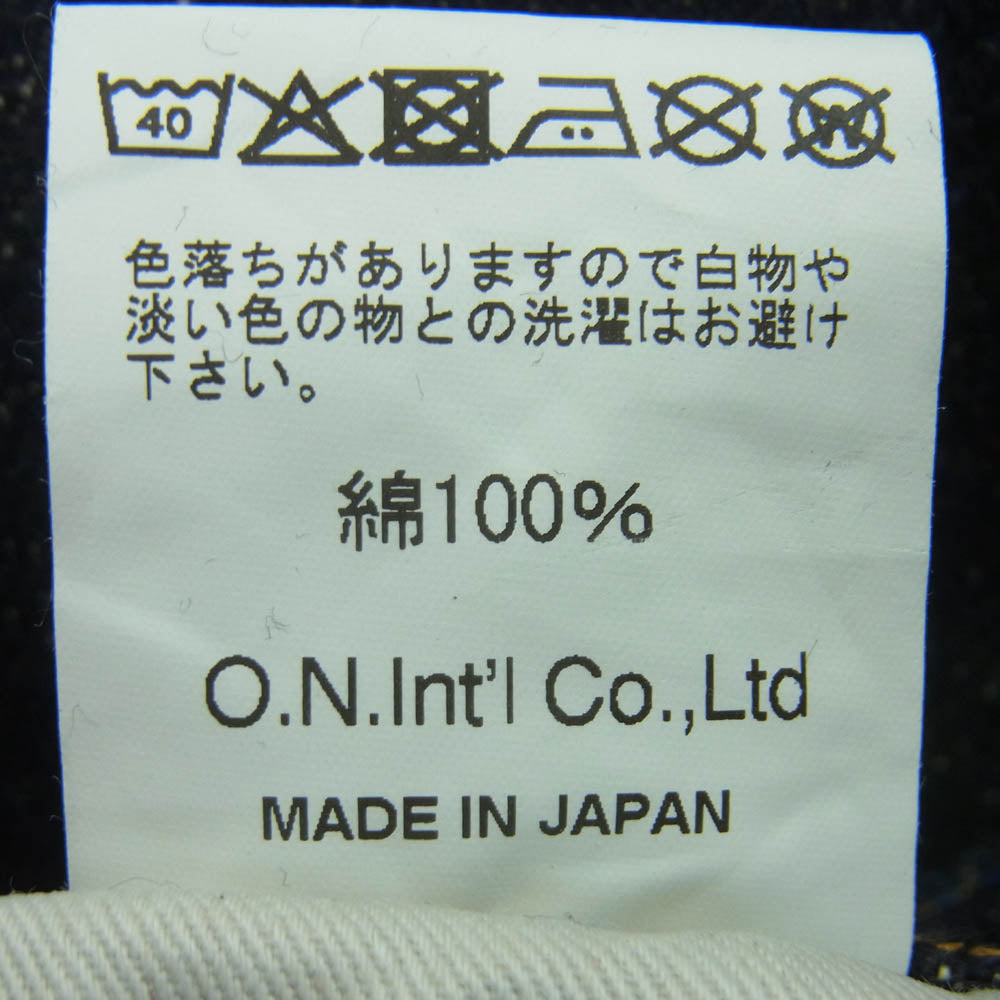 40 W
色落ちがありますので白物や
淡い色の物との洗濯はお避け
下さい。
綿100%
O.N.Int'l Co.,Ltd
MADE IN JAPAN